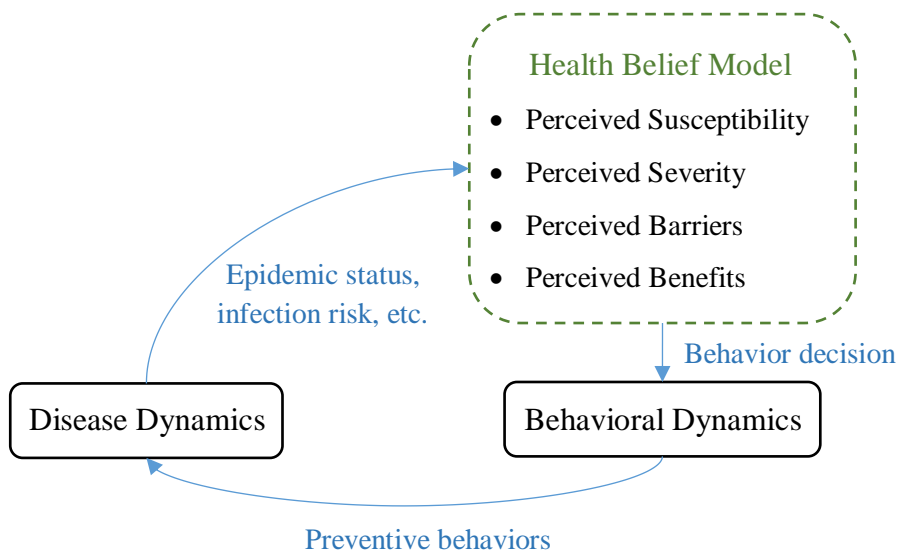 Health Belief Model
• Perceived Susceptibility
• Perceived Severity
• Perceived Barriers
• Perceived Benefits
Epidemic status,
infection risk, etc.
Behavior decision
Disease Dynamics
Behavioral Dynamics
Preventive behaviors